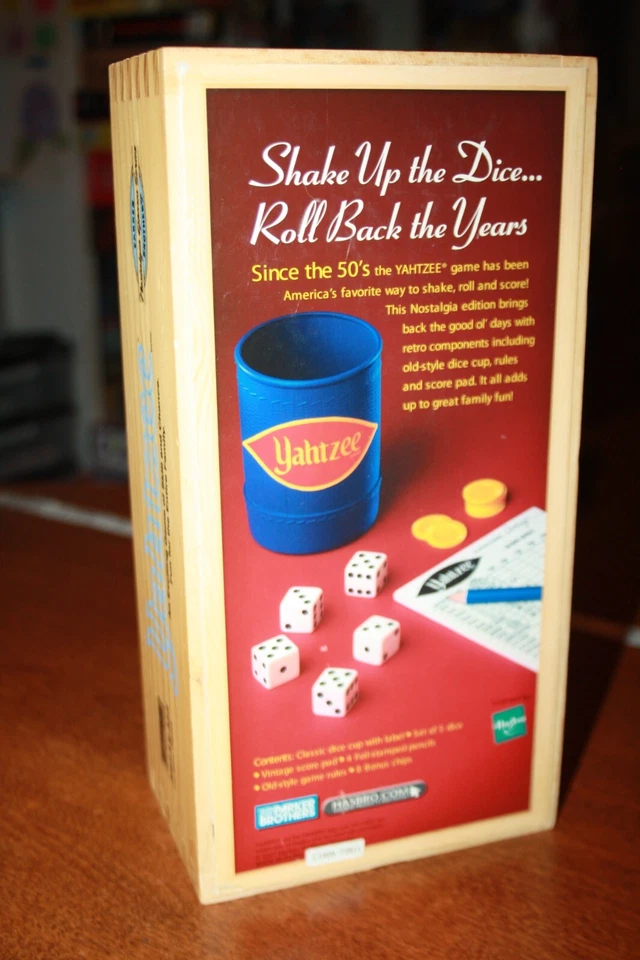 Shake Up the Dice...
Roll Back the Years
Since the 50's the YAHTZEE® game has been
America's favorite way to shake, roll and score!
This Nostalgia edition brings
back the good ol' days with
retro components including
old-style dice cup, rules
and score pad. It all adds
up to great family fun!
Yahtzee
Yahtzee
Contents: Classic dice cup with label • Set of 5 dice
• Vintage score pad • 4 Foil-stamped pencils
• Old-style game rules • 8 Bonus chips
Hasbro
PARKER
BROTHERS
HASBRO.COM